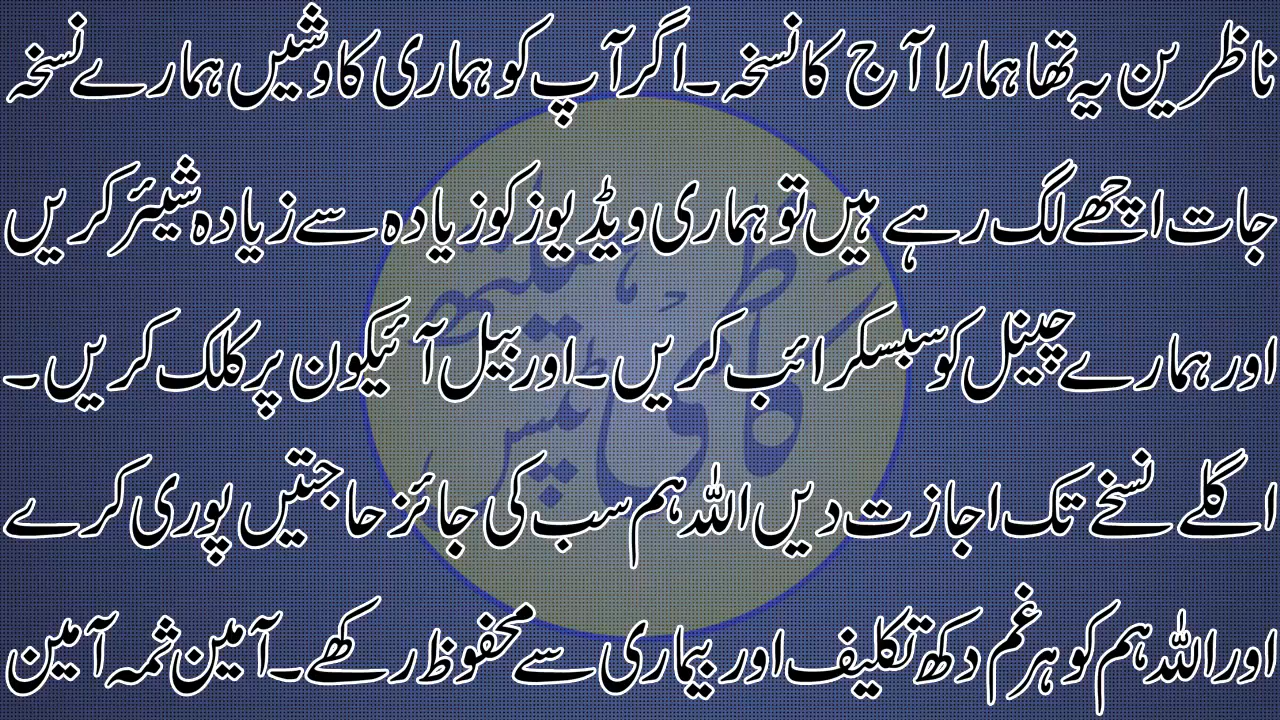 ناظرین یہ تھا ہمارا آج کا نسخہ۔ اگر آپ کو ہماری کاوشیں ہمارے نسخہ
جات اچھے لگ رہے ہیں تو ہماری ویڈیوز کو زیادہ سے زیادہ شیئر کریں
اور ہمارے چینل کو سبسکرائب کریں۔ اور بیل آئیکون پر کلک کریں۔
اگلے نسخے تک اجازت دیں اللہ ہم سب کی جائز حاجتیں پوری کرے
اور اللہ ہم کو ہر غم دکھ تکلیف اور بیماری سے محفوظ رکھے۔ آمین ثمہ آمین
کاظمی ہیلتھ
ٹپس